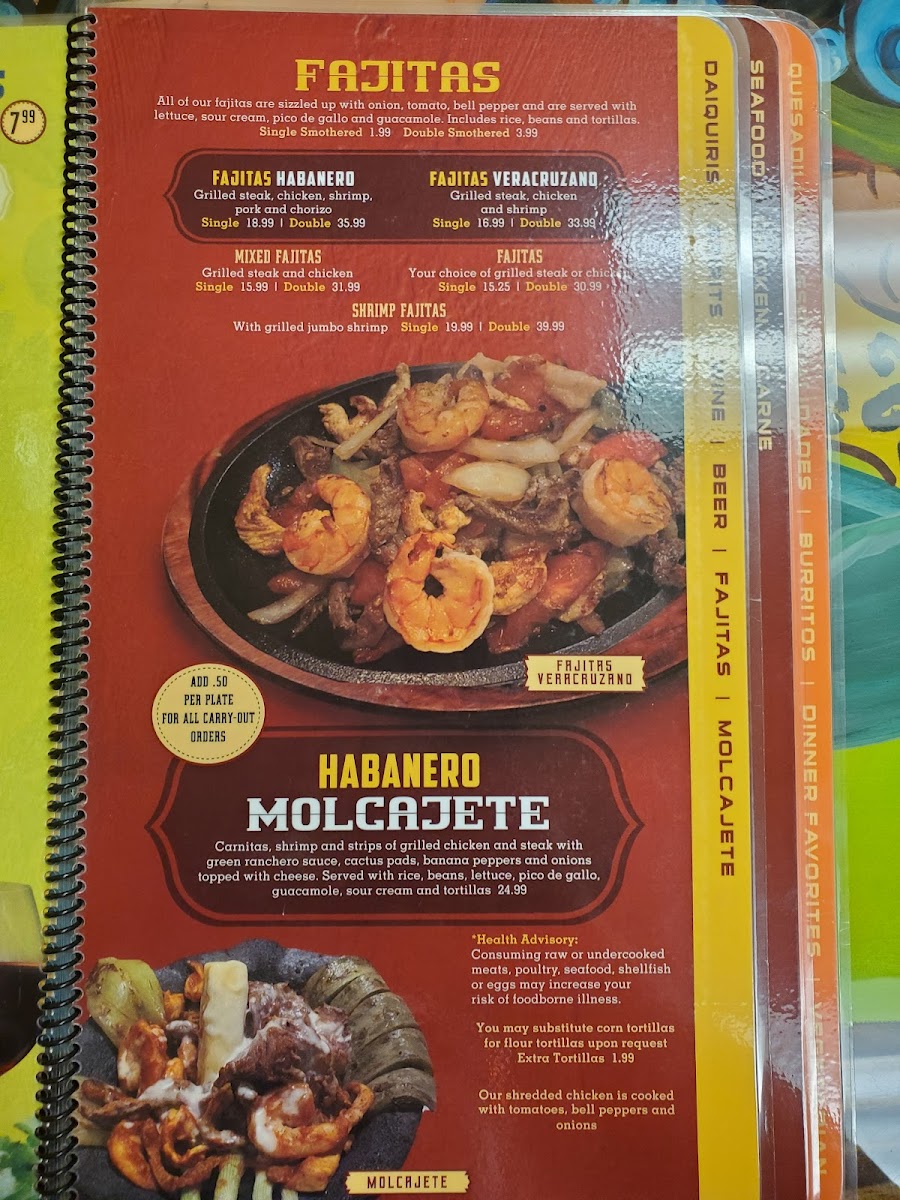 7.99
FAJITAS
All of our fajitas are sizzled up with onion, tomato, bell pepper and are served with
lettuce, sour cream, pico de gallo and guacamole. Includes rice, beans and tortillas.
Single Smothered 1.99 Double Smothered 3.99
FAJITAS HABANERO
Grilled steak, chicken, shrimp,
pork and chorizo
Single 18.99 | Double 35.99
FAJITAS VERACRUZANO
Grilled steak, chicken
and shrimp
Single 16.99 | Double 33.99
MIXED FAJITAS
Grilled steak and chicken
Single 15.99 | Double 31.99
FAJITAS
Your choice of grilled steak or chicken
Single 15.25 | Double 30.99
SHRIMP FAJITAS
With grilled jumbo shrimp Single 19.99 | Double 39.99
FAJITAS
VERACRUZANO
ADD .50
PER PLATE
FOR ALL CARRY-OUT
ORDERS
HABANERO
MOLCAJETE
Carnitas, shrimp and strips of grilled chicken and steak with
green ranchero sauce, cactus pads, banana peppers and onions
topped with cheese. Served with rice, beans, lettuce, pico de gallo,
guacamole, sour cream and tortillas 24.99
*Health Advisory:
Consuming raw or undercooked
meats, poultry, seafood, shellfish
or eggs may increase your
risk of foodborne illness.
You may substitute corn tortillas
for flour tortillas upon request
Extra Tortillas 1.99
Our shredded chicken is cooked
with tomatoes, bell peppers and
onions
MOLCAJETE
DAIQUIRIS | BEER | FAJITAS | MOLCAJETE
SEAFOOD
BURRITOS | DINNER FAVORITES |